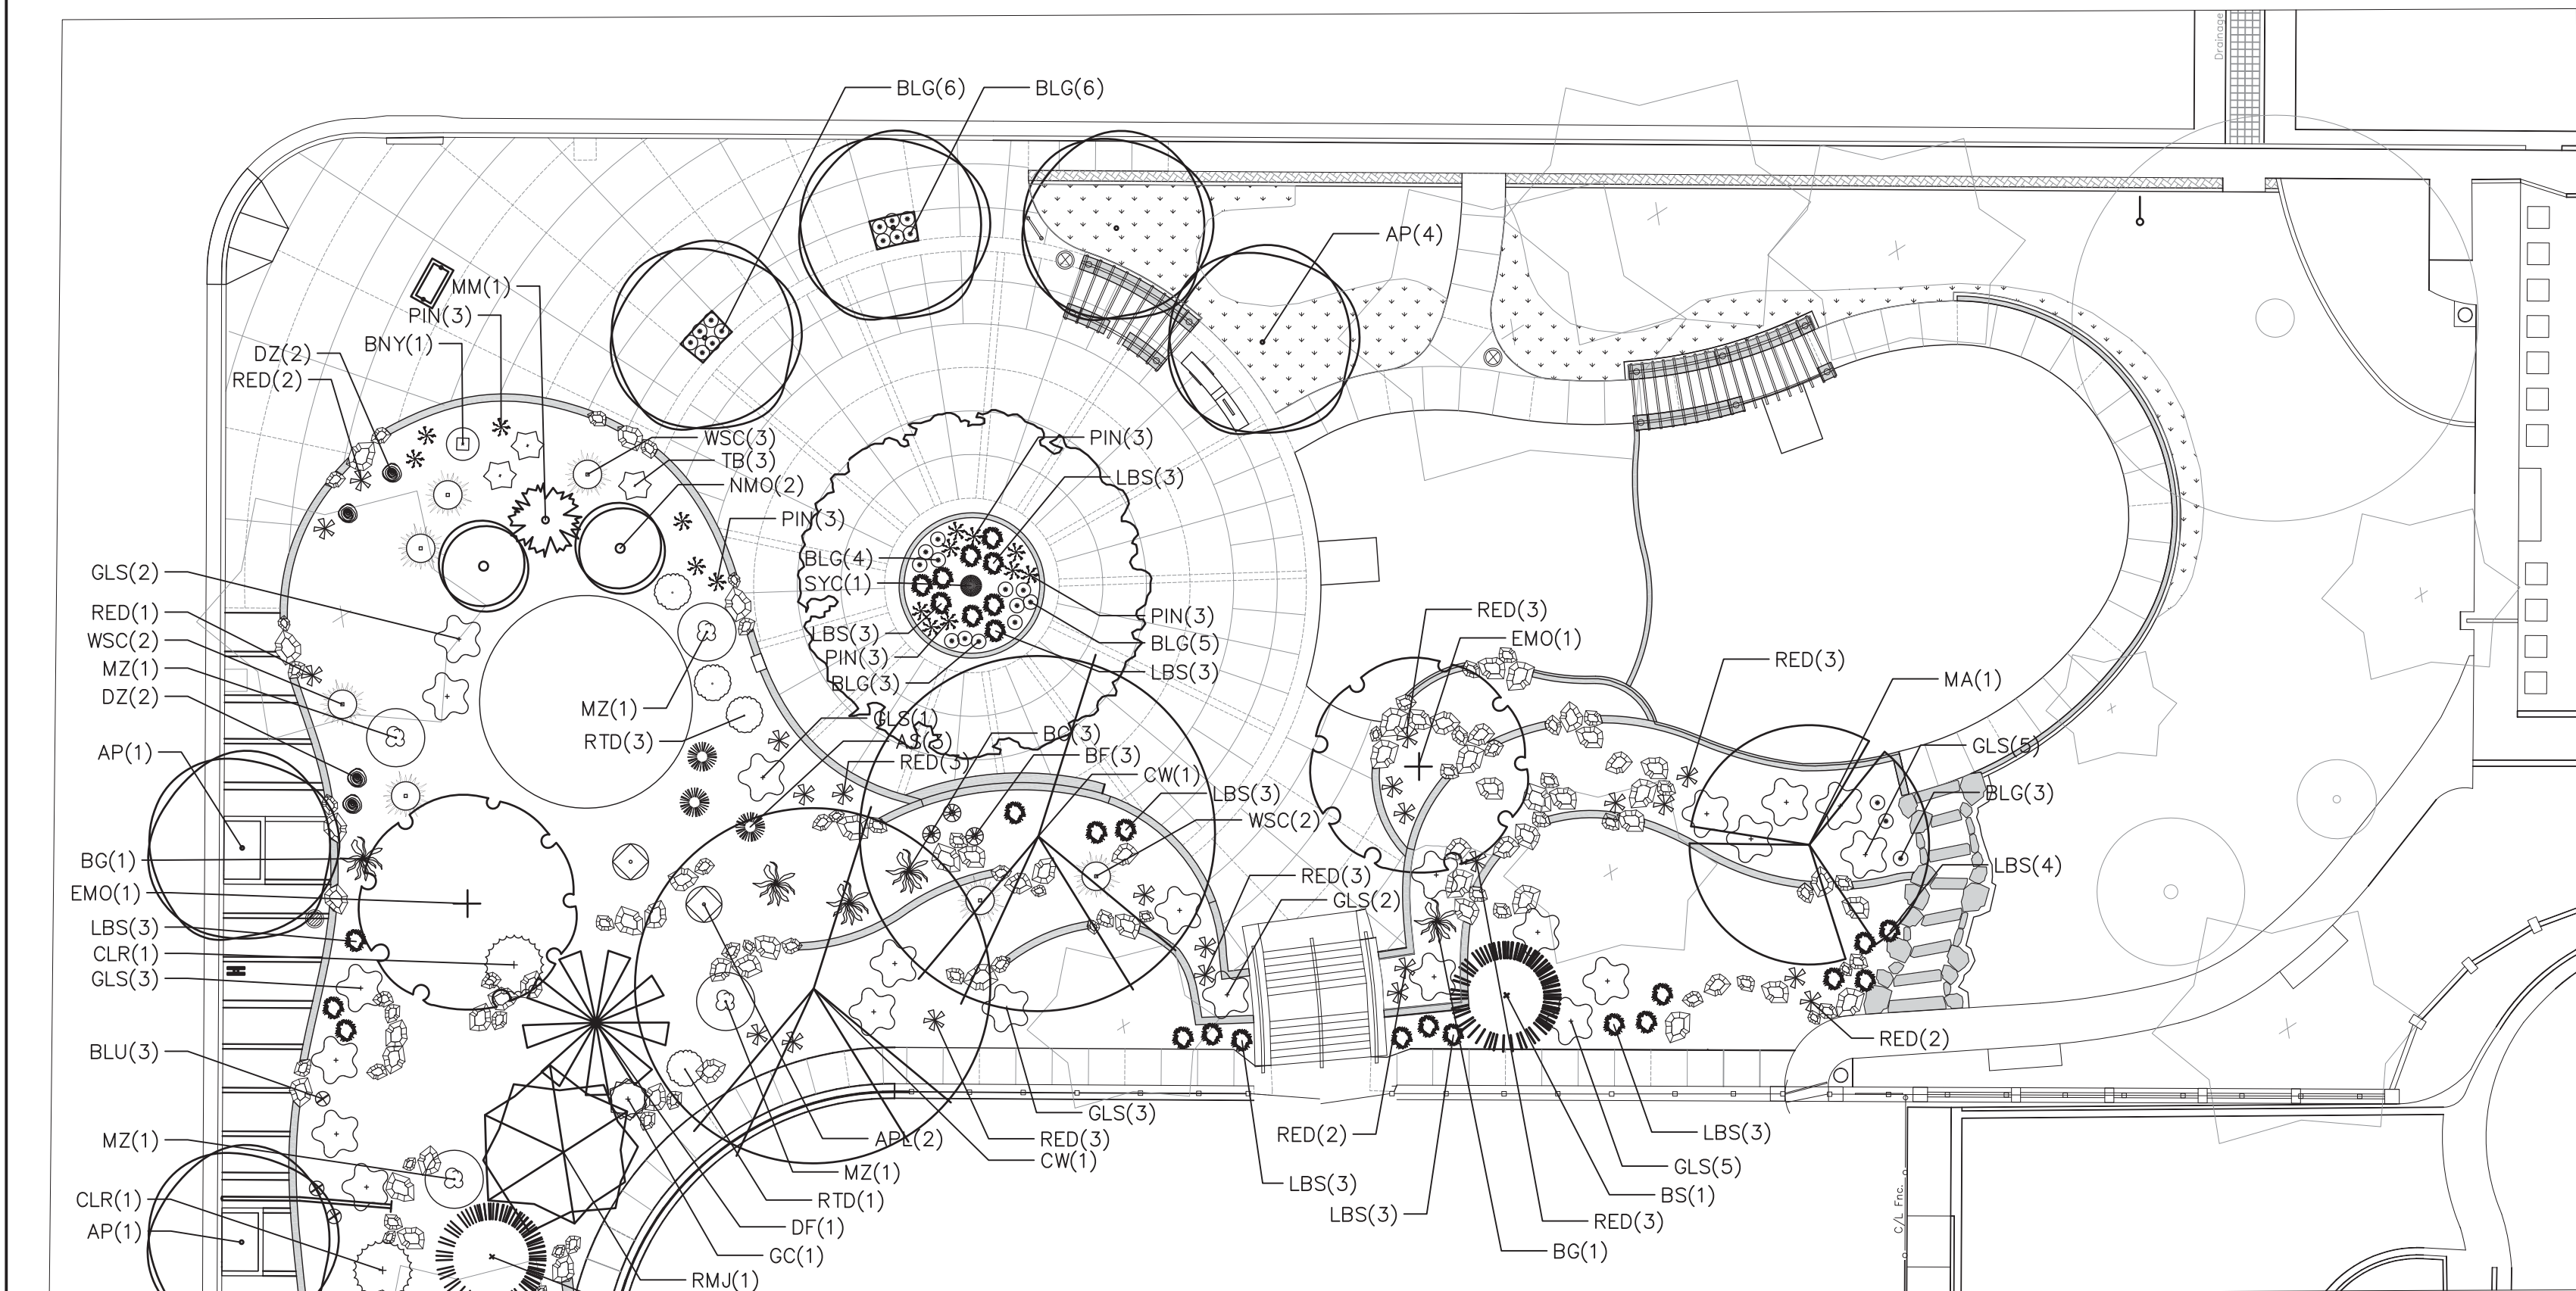 Drainage
BLG(6)
BLG(6)
AP(4)
MM(1)
PIN(3)
BNY(1)
DZ(2)
RED(2)
WSC(3)
TB(3)
NMO(2)
PIN(3)
PIN(3)
LBS(3)
BLG(4)
SYC(1)
LBS(3)
PIN(3)
BLG(3)
PIN(3)
BLG(5)
LBS(3)
GLS(2)
RED(1)
WSC(2)
MZ(1)
DZ(2)
AP(1)
MZ(1)
RTD(3)
GLS(1)
AS(3)
RED(3)
BO(3)
BF(3)
CW(1)
LBS(3)
WSC(2)
RED(3)
EMO(1)
RED(3)
MA(1)
GLS(5)
BLG(3)
LBS(4)
RED(3)
GLS(2)
BG(1)
EMO(1)
LBS(3)
CLR(1)
GLS(3)
BLU(3)
MZ(1)
CLR(1)
AP(1)
RED(2)
GLS(3)
RED(3)
CW(1)
APL(2)
MZ(1)
RTD(1)
DF(1)
GC(1)
RMJ(1)
RED(2)
LBS(3)
LBS(3)
LBS(3)
GLS(5)
BS(1)
RED(3)
BG(1)
C/L Fnc.